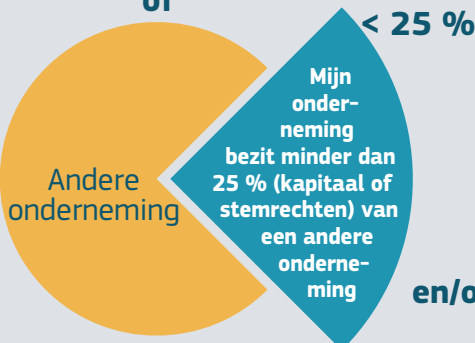 of
< 25 %
Mijn
onder-
neming
bezit minder dan
25 % (kapitaal of
stemrechten) van
een andere
onderne-
ming
Andere
onderneming
en/o